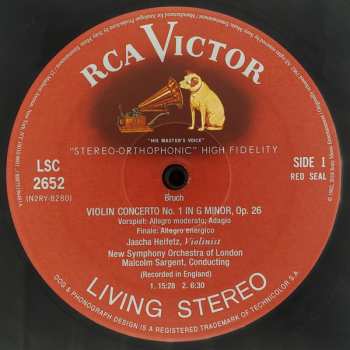 RCA VICTOR
"HIS MASTER'S VOICE"
"STEREO-ORTHOPHONIC" HIGH FIDELITY
LSC
2652
(N2RY-8280)
SIDE 1
RED SEAL
Bruch
VIOLIN CONCERTO No. 1 IN G MINOR, Op. 26
Vorspiel: Allegro moderato; Adagio
Finale: Allegro energico
Jascha Heifetz, Violinist
New Symphony Orchestra of London
Malcolm Sargent, Conducting
(Recorded in England)
1. 15:28 2. 6:30
LIVING STEREO
DOG & PHONOGRAPH DESIGN IS A REGISTERED TRADEMARK OF TECHNICOLOR S.A.